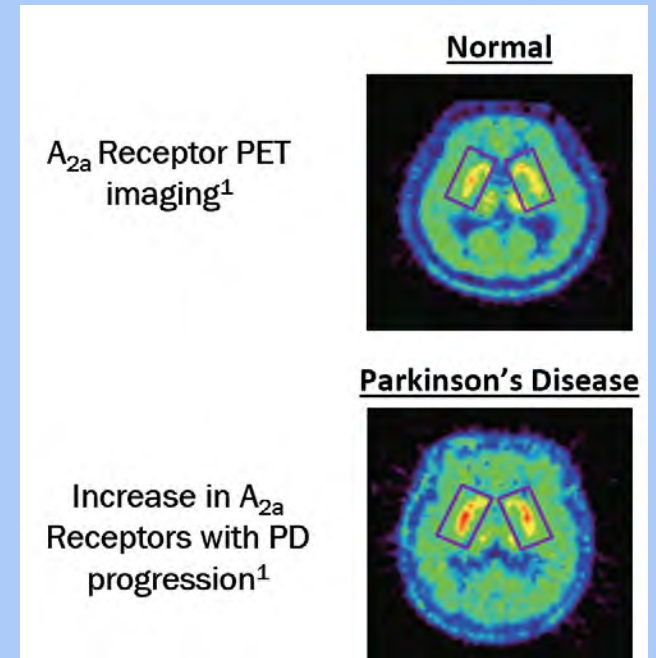 Normal
A2a Receptor PET
imaging1
Parkinson's Disease
Increase in A2a
Receptors with PD
progression1